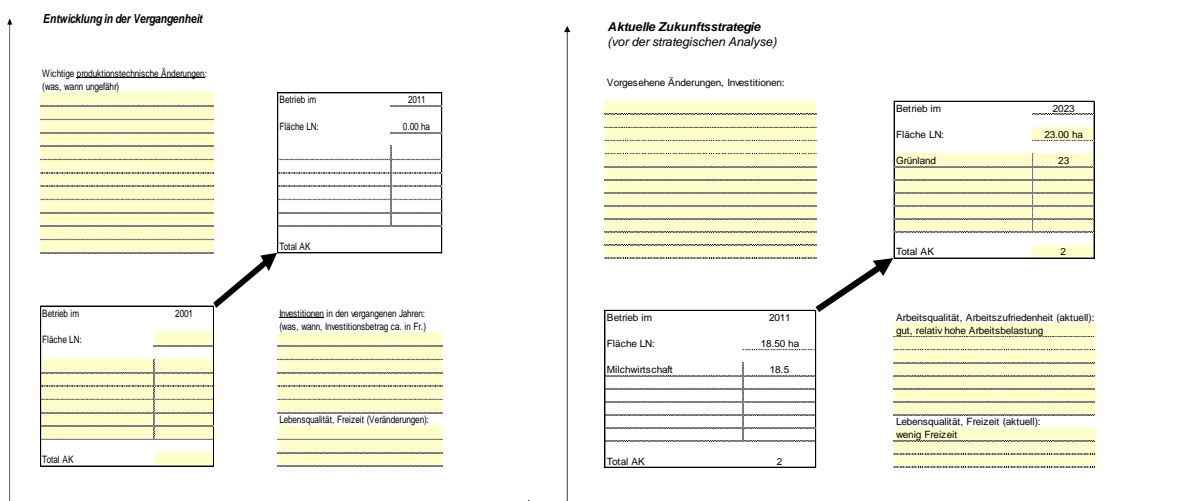 Entwicklung in der Vergangenheit
Wichtige produktionstechnische Änderungen:
(was, wann ungefähr)
Betrieb im 2011
Fläche LN: 0.00 ha
Total AK
Betrieb im 2001
Fläche LN:
Total AK
Investitionen in den vergangenen Jahren:
(was, wann, Investitionsbetrag ca. in Fr.)
Lebensqualität, Freizeit (Veränderungen):
Aktuelle Zukunftsstrategie
(vor der strategischen Analyse)
Vorgesehene Änderungen, Investitionen:
Betrieb im 2023
Fläche LN: 23.00 ha
Grünland 23
Total AK 2
Betrieb im 2011
Fläche LN: 18.50 ha
Milchwirtschaft 18.5
Total AK 2
Arbeitsqualität, Arbeitszufriedenheit (aktuell):
gut, relativ hohe Arbeitsbelastung
Lebensqualität, Freizeit (aktuell):
wenig Freizeit